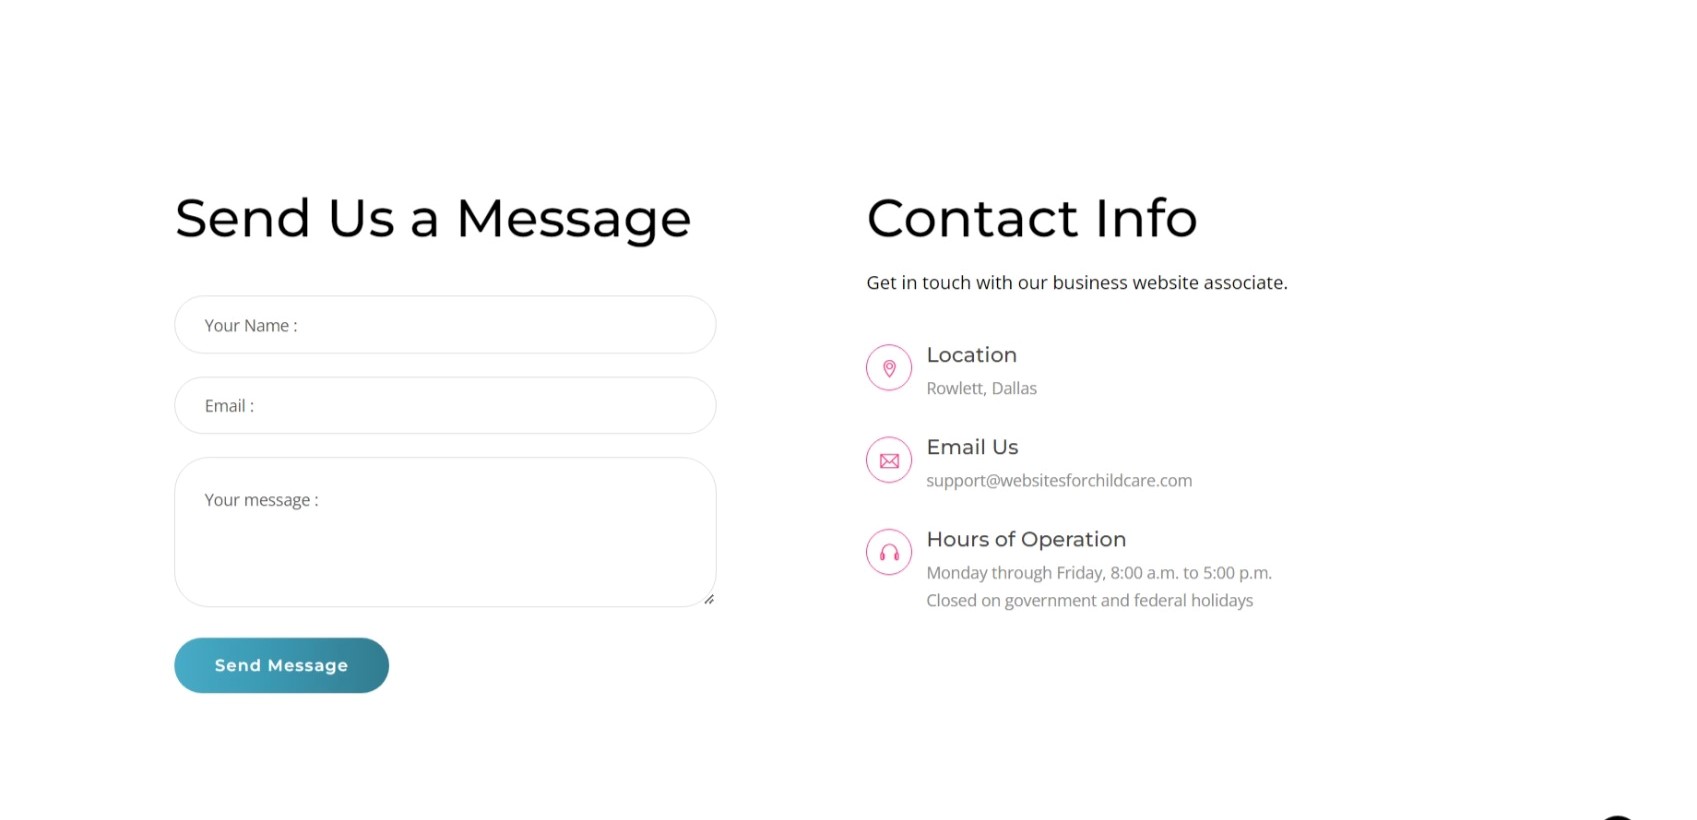 Send Us a Message
Your Name :
Email :
Your message :
Send Message
Contact Info
Get in touch with our business website associate.
Location
Rowlett, Dallas
Email Us
support@websitesforchildcare.com
Hours of Operation
Monday through Friday, 8:00 a.m. to 5:00 p.m.
Closed on government and federal holidays